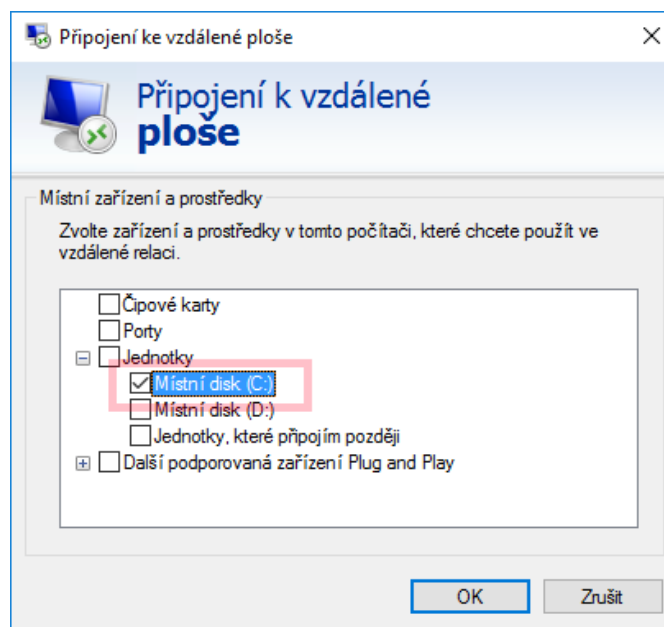 Připojení ke vzdálené ploše
Připojení k vzdálené
ploše
Místní zařízení a prostředky
Zvolte zařízení a prostředky v tomto počítači, které chcete použít ve
vzdálené relaci.
Čipové karty
Porty
Jednotky
Místní disk (C:)
Místní disk (D:)
Jednotky, které připojím později
Další podporovaná zařízení Plug and Play
OK Zrušit